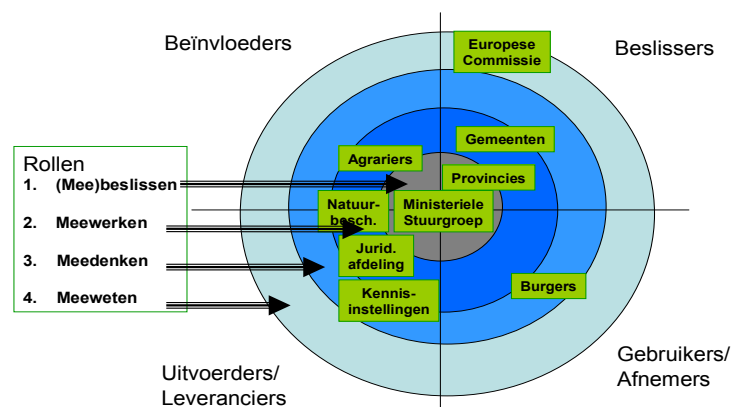 Beïnvloeders
Beslissers
Europese
Commissie
Gemeenten
Agrariers
Provincies
Natuur-
besch.
Ministeriele
Stuurgroep
Jurid.
afdeling
Kennis-
instellingen
Burgers
Rollen
1. (Mee)beslissen
2. Meewerken
3. Meedenken
4. Meeweten
Uitvoerders/
Leveranciers
Gebruikers/
Afnemers